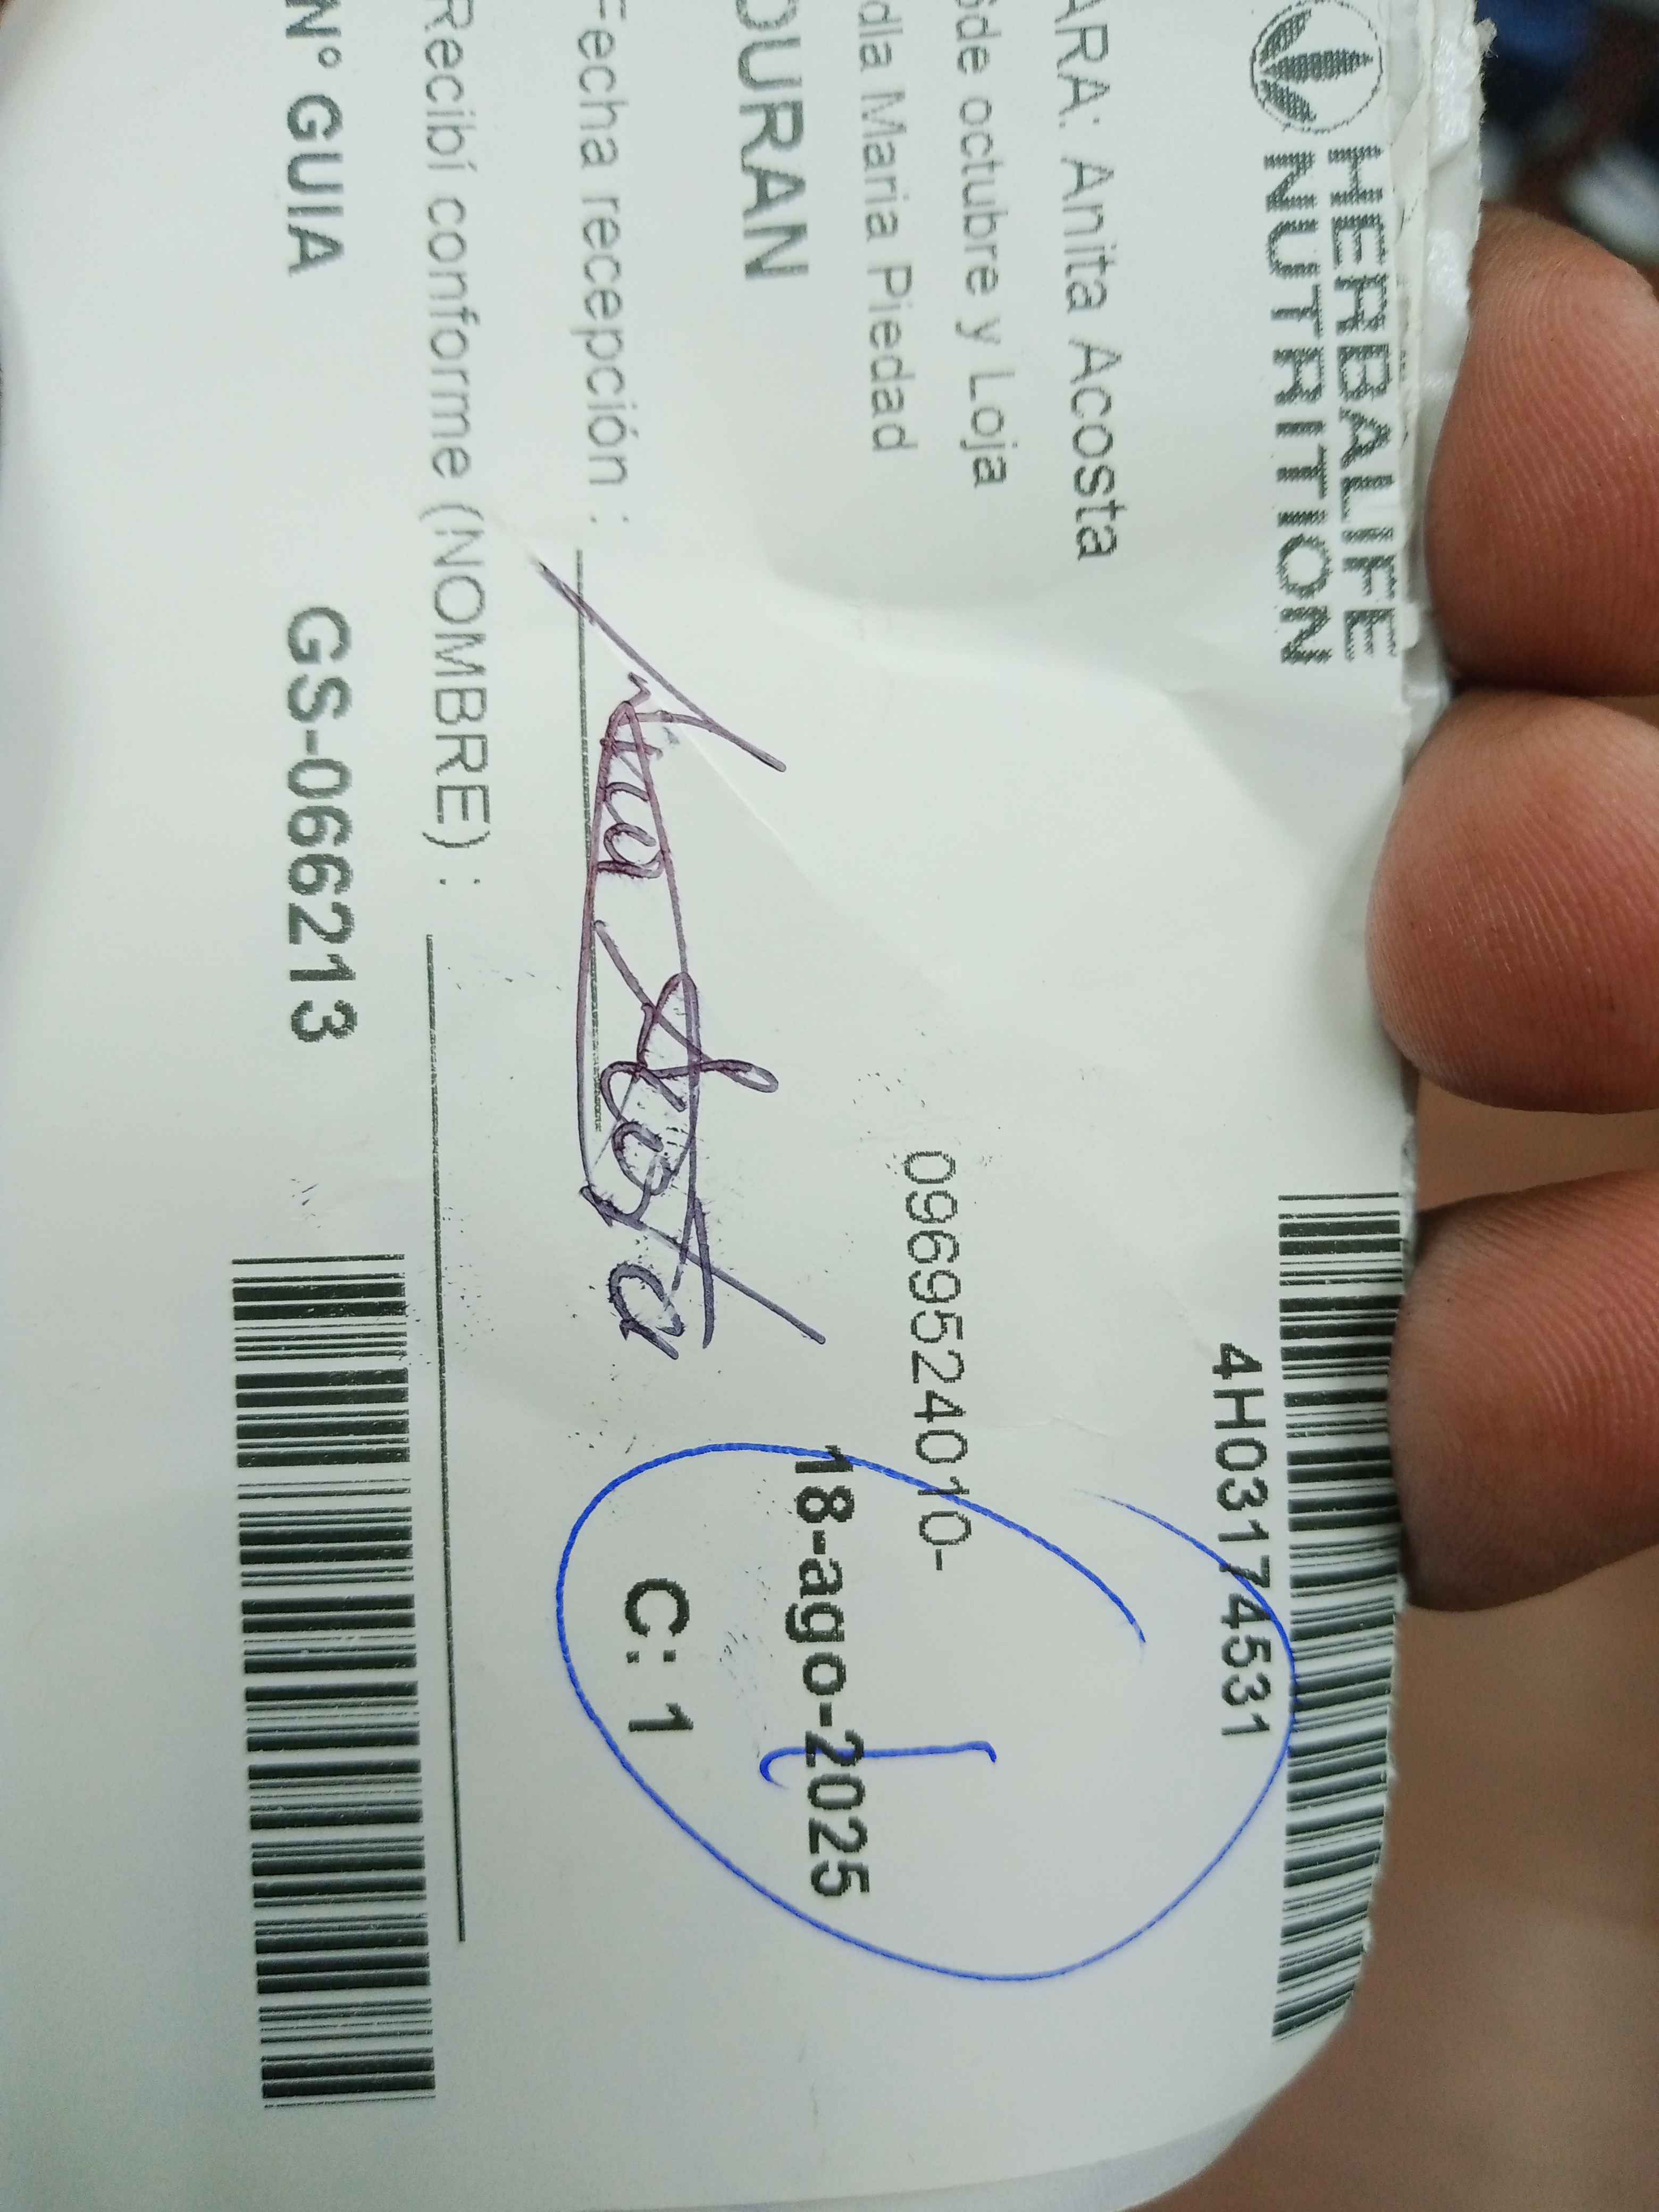 HERBALIFE
NUTRITION
4H03174531
ARA: Anita Acosta
de octubre y Loja
0969524010-
dla Maria Piedad
DURAN
18-ago-2025
1
Fecha recepción :
C: 1
Recibí conforme (NOMBRE) :
N° GUIA
GS-066213